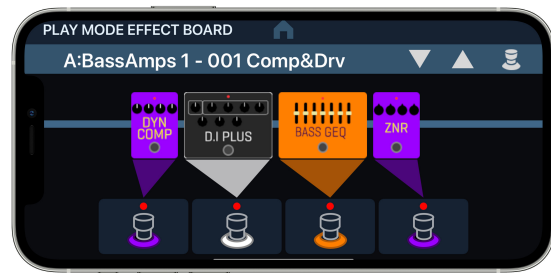 PLAY MODE EFFECT BOARD
A:BassAmps 1 - 001 Comp&Drv
DYN
COMP
D.I PLUS
BASS GEQ
ZNR